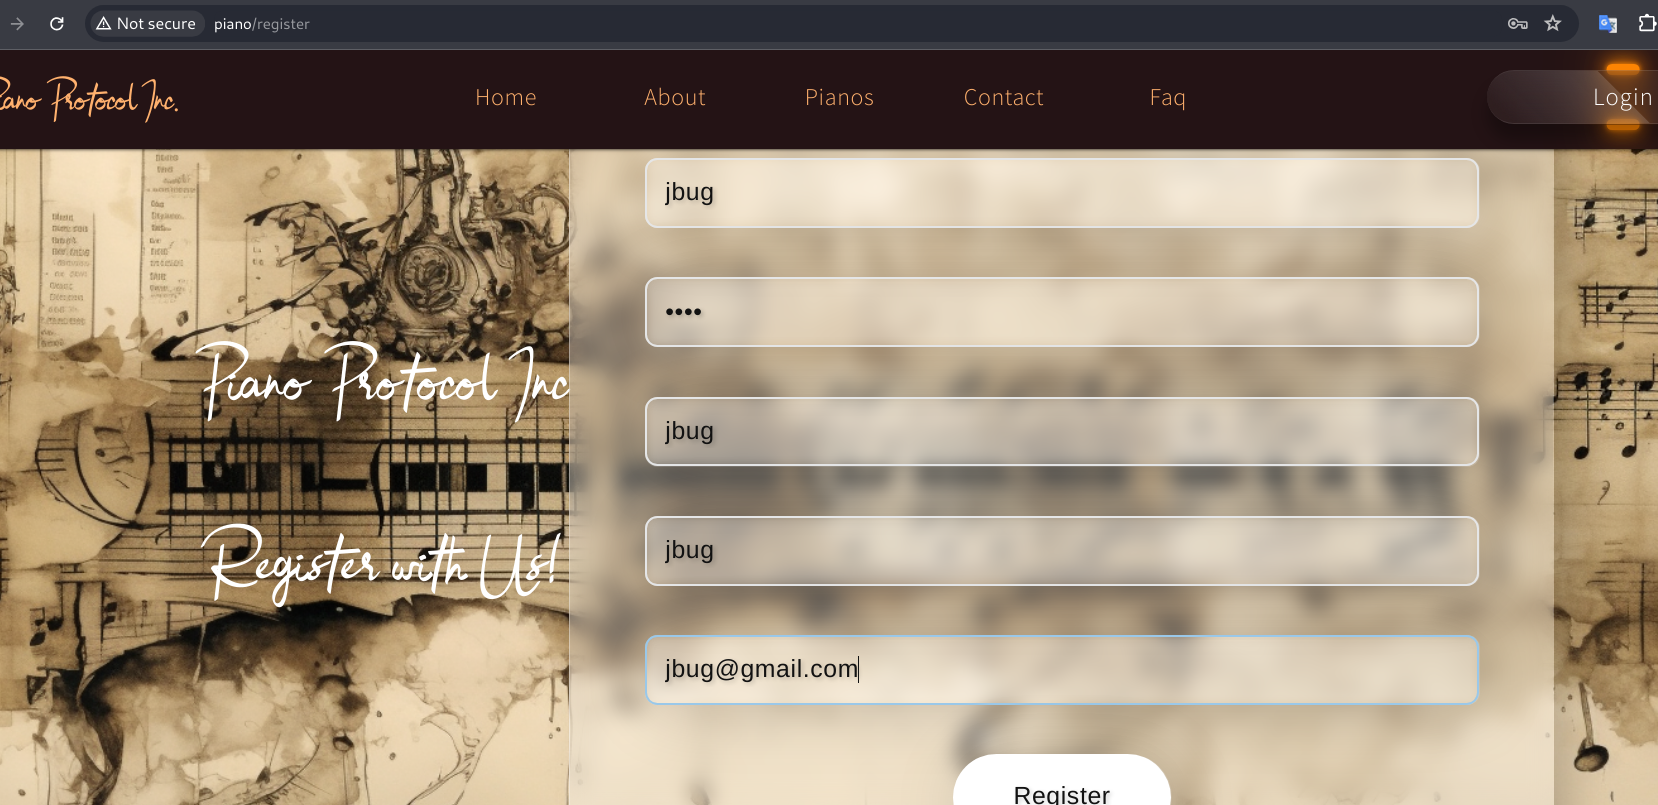 Not secure piano/register
Piano Protocol Inc.
Home
About
Pianos
Contact
Faq
Login
jbug
••••
jbug
jbug
jbug@gmail.com
Piano Protocol Inc
Register with Us!
Register